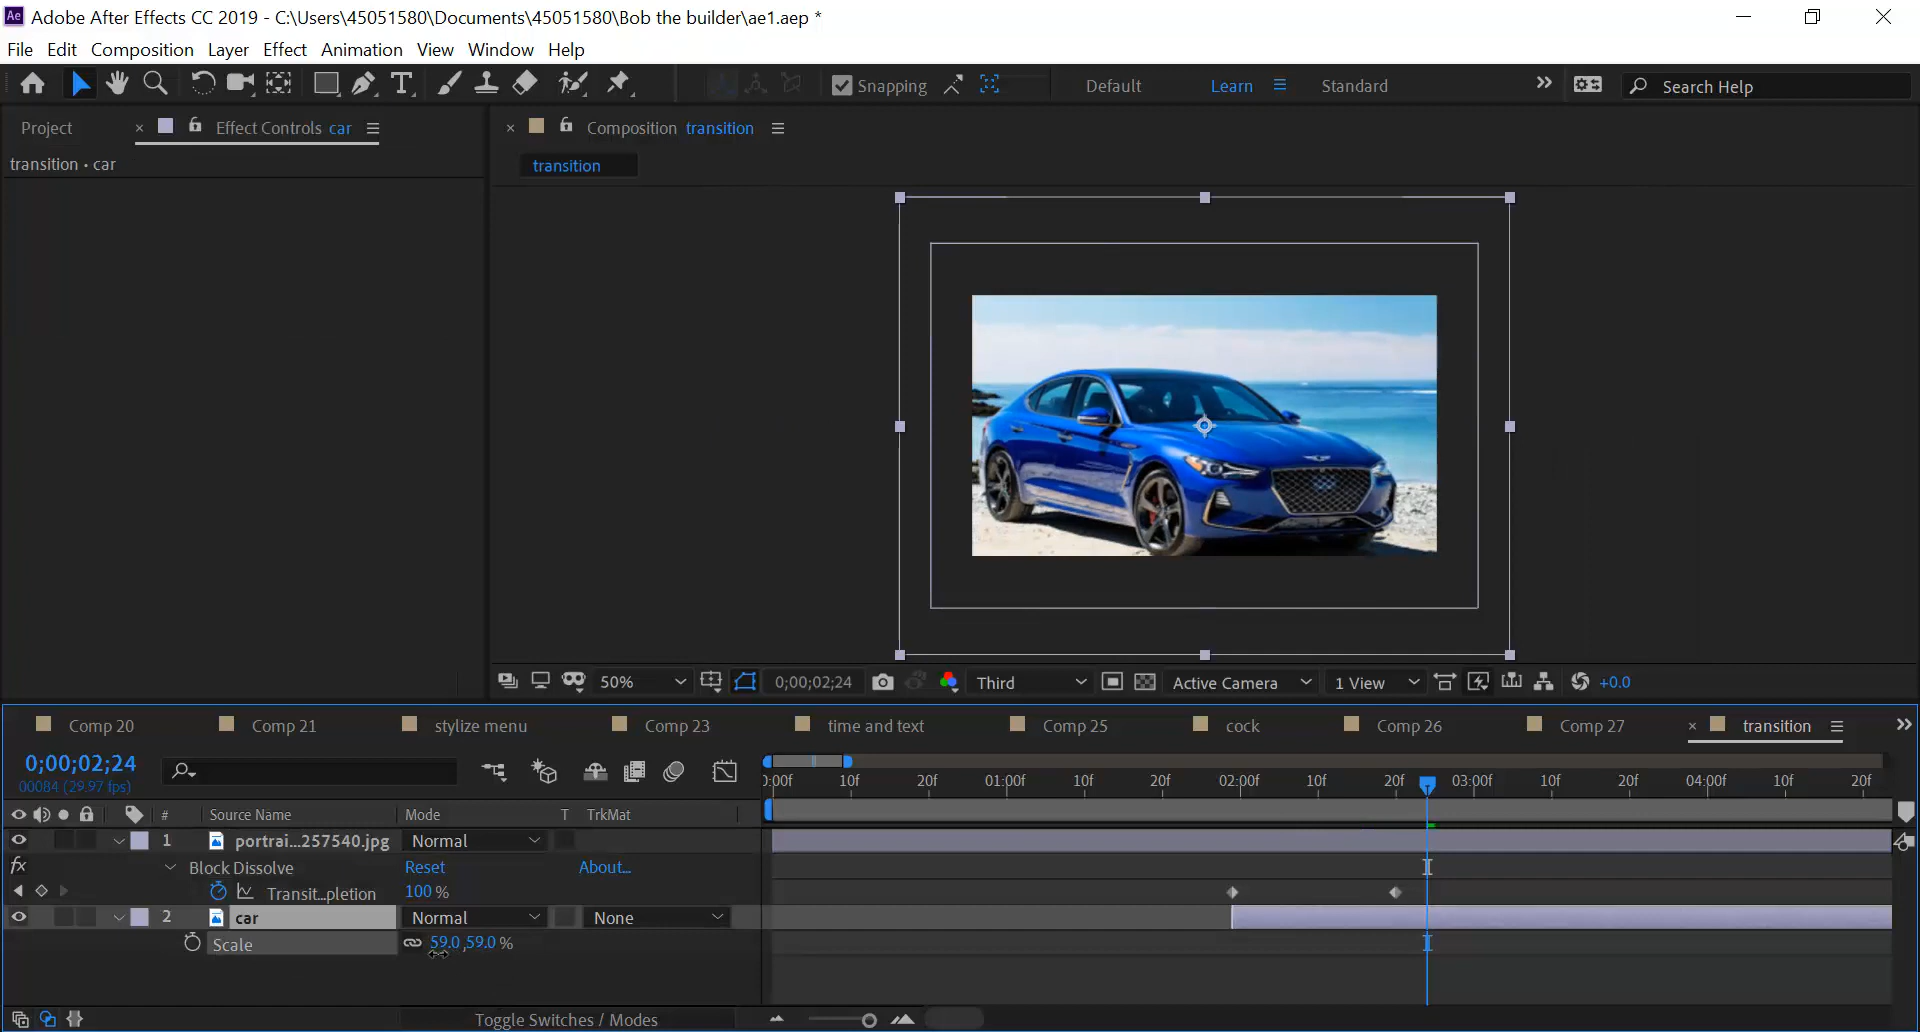 Ae Adobe After Effects CC 2019 - C:\Users\45051580\Documents\45051580\Bob the builder\ae1.aep *
File Edit Composition Layer Effect Animation View Window Help
T Snapping Default Learn Standard Search Help
Project × Effect Controls car × Composition transition
transition • car
transition
50% 0;00;02;24 Third Active Camera 1 View +0.0
Comp 20 Comp 21 stylize menu Comp 23 time and text Comp 25 cock Comp 26 Comp 27 × transition
0;00;02;24
00084 (29.97 fps)
0:00f 10f 20f 01:00f 10f 20f 02:00f 10f 20f 03:00f 10f 20f 04:00f 10f 20f
# Source Name Mode T TrkMat
1 portrai...257540.jpg Normal
fx Block Dissolve Reset About...
Transit...pletion 100 %
2 car Normal None
Scale 59.0,59.0 %
Toggle Switches / Modes